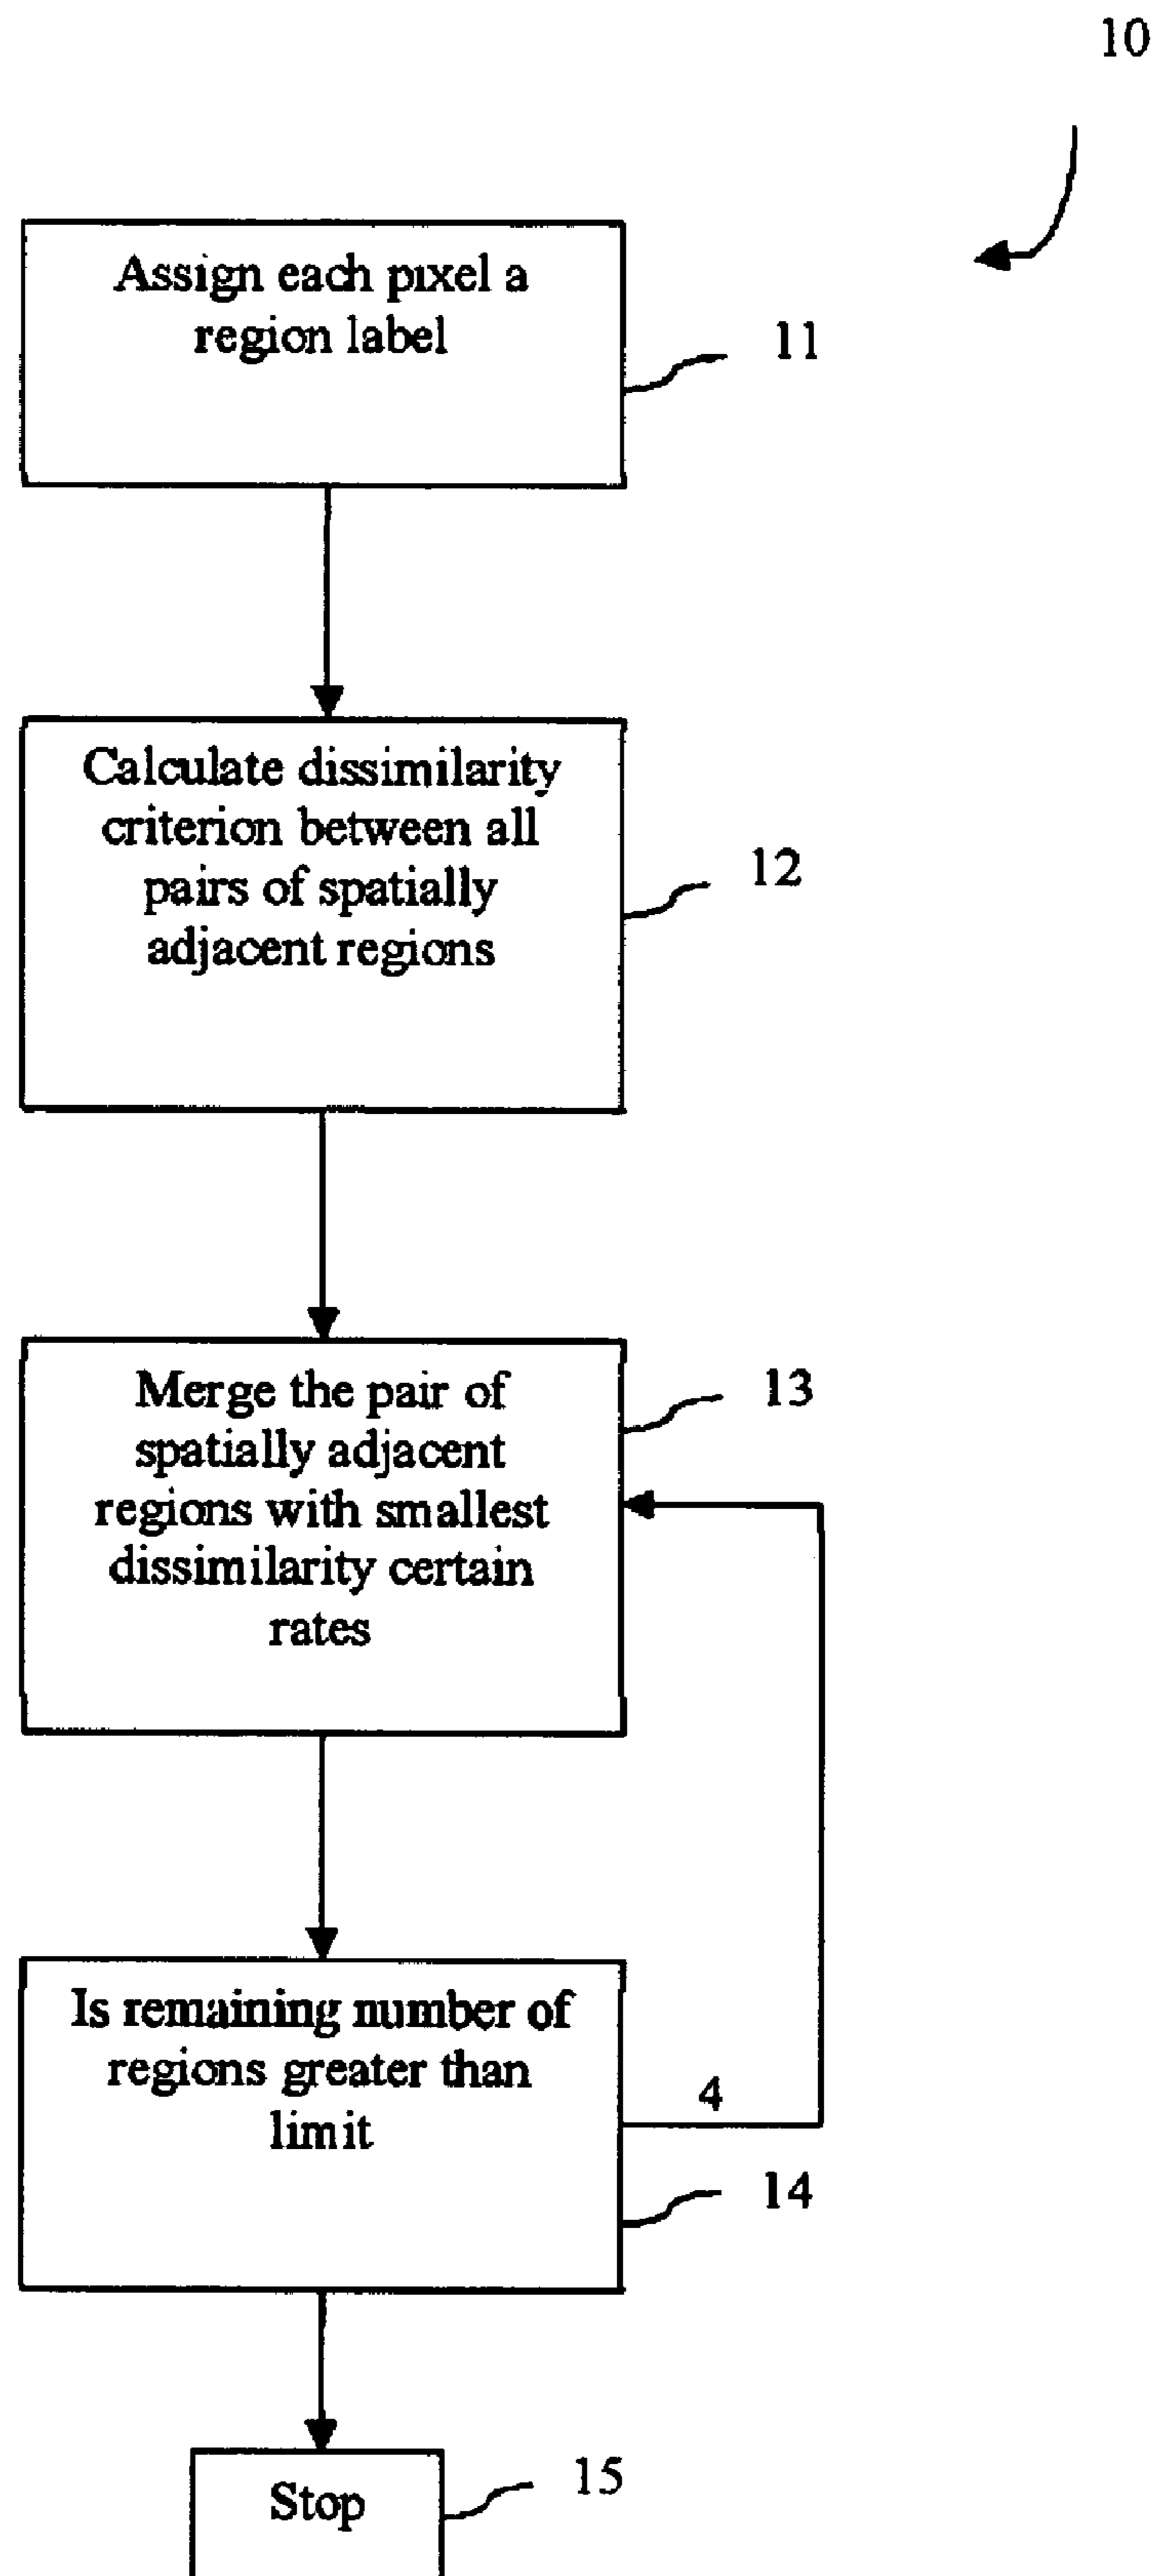 10
Assign each pixel a
region label
11
Calculate dissimilarity
criterion between all
pairs of spatially
adjacent regions
12
Merge the pair of
spatially adjacent
regions with smallest
dissimilarity certain
rates
13
Is remaining number of
regions greater than
limit
4
14
Stop
15